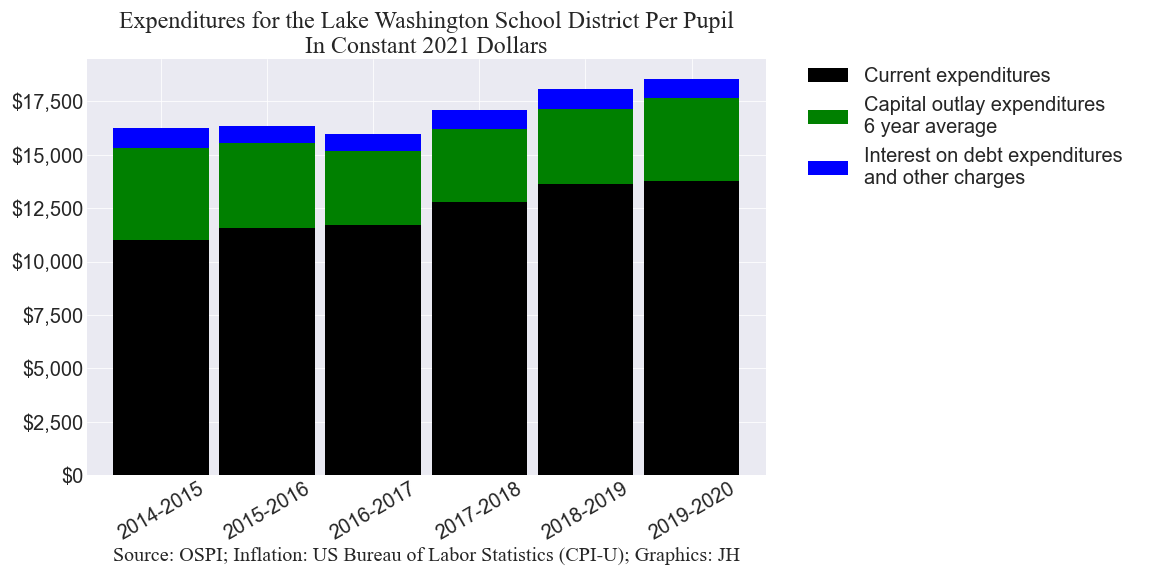 Expenditures for the Lake Washington School District Per Pupil
In Constant 2021 Dollars
$17,500
$15,000
$12,500
$10,000
$7,500
$5,000
$2,500
$0
2014-2015
2015-2016
2016-2017
2017-2018
2018-2019
2019-2020
Current expenditures
Capital outlay expenditures
6 year average
Interest on debt expenditures
and other charges
Source: OSPI; Inflation: US Bureau of Labor Statistics (CPI-U); Graphics: JH